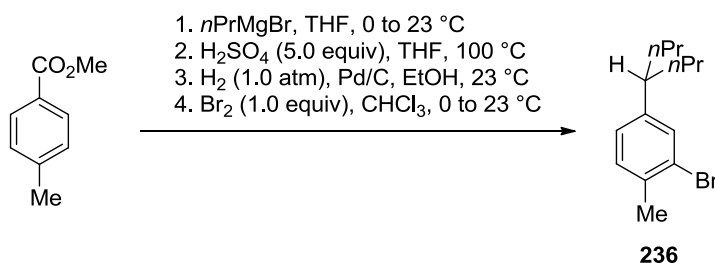 1. nPrMgBr, THF, 0 to 23 °C
2. H₂SO₄ (5.0 equiv), THF, 100 °C
3. H₂ (1.0 atm), Pd/C, EtOH, 23 °C
4. Br₂ (1.0 equiv), CHCl₃, 0 to 23 °C
CO₂Me
Me
nPr
nPr
H
Br
Me
236